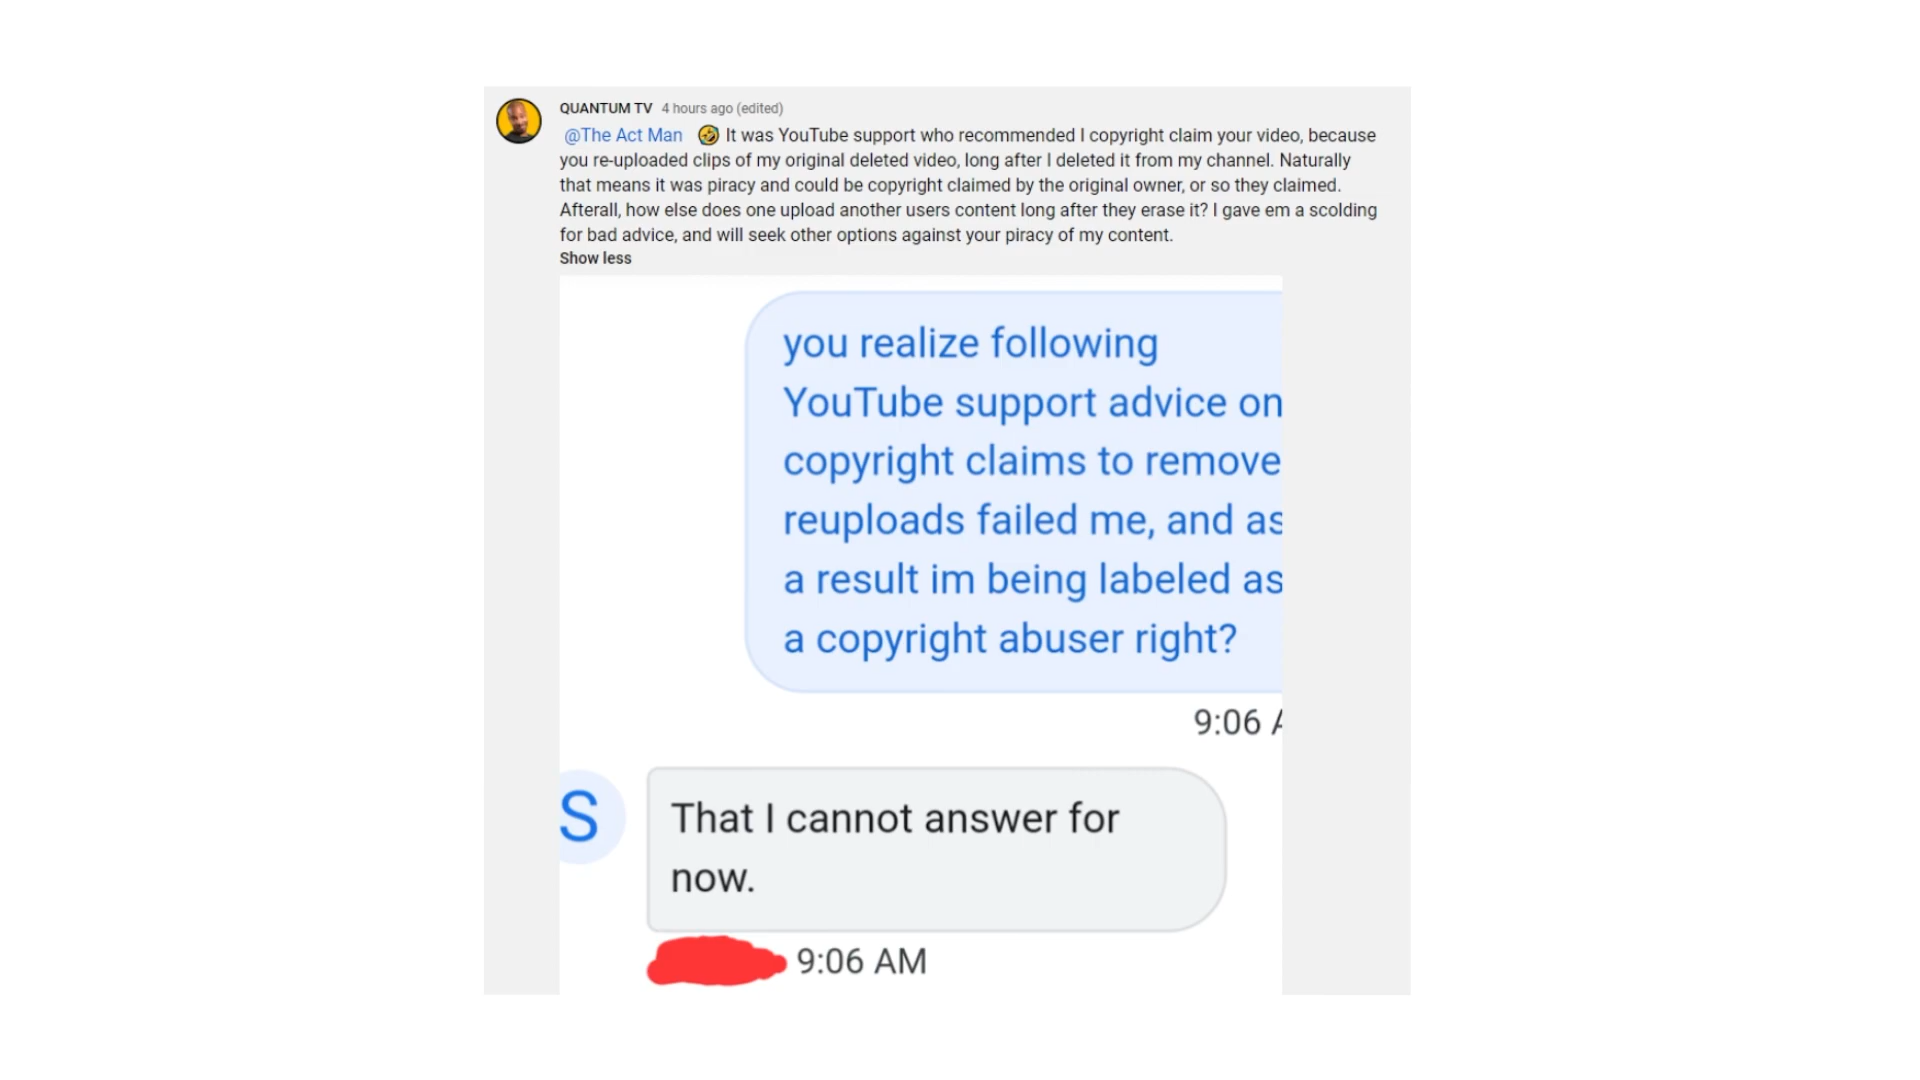 QUANTUM TV 4 hours ago (edited)
@The Act Man 🤣 It was YouTube support who recommended I copyright claim your video, because
you re-uploaded clips of my original deleted video, long after I deleted it from my channel. Naturally
that means it was piracy and could be copyright claimed by the original owner, or so they claimed.
Afterall, how else does one upload another users content long after they erase it? I gave em a scolding
for bad advice, and will seek other options against your piracy of my content.
Show less
you realize following
YouTube support advice on
copyright claims to remove
reuploads failed me, and as
a result im being labeled as
a copyright abuser right?
9:06 A
S
That I cannot answer for
now.
9:06 AM